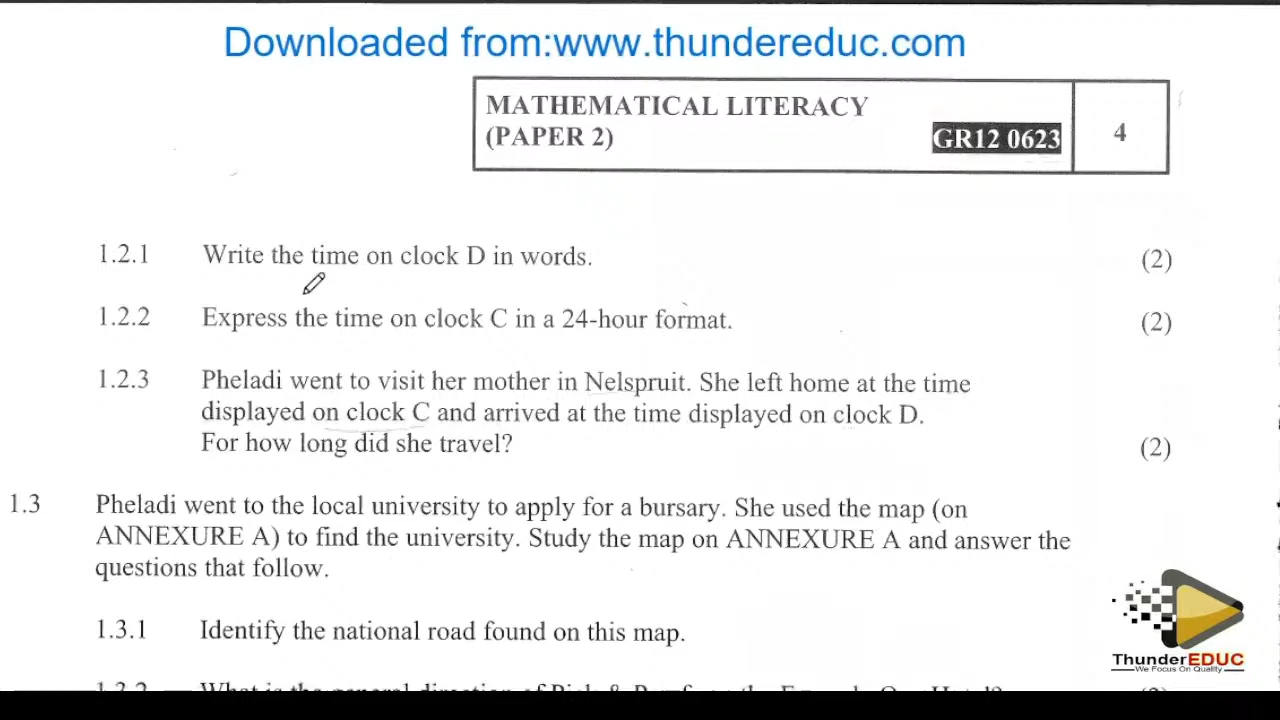 Downloaded from:www.thundereduc.com
MATHEMATICAL LITERACY
(PAPER 2) GR12 0623 4
1.2.1 Write the time on clock D in words. (2)
1.2.2 Express the time on clock C in a 24-hour format. (2)
1.2.3 Pheladi went to visit her mother in Nelspruit. She left home at the time
displayed on clock C and arrived at the time displayed on clock D.
For how long did she travel? (2)
1.3 Pheladi went to the local university to apply for a bursary. She used the map (on
ANNEXURE A) to find the university. Study the map on ANNEXURE A and answer the
questions that follow.
1.3.1 Identify the national road found on this map.
ThunderEDUC
We Focus On Quality
What is the general direction of